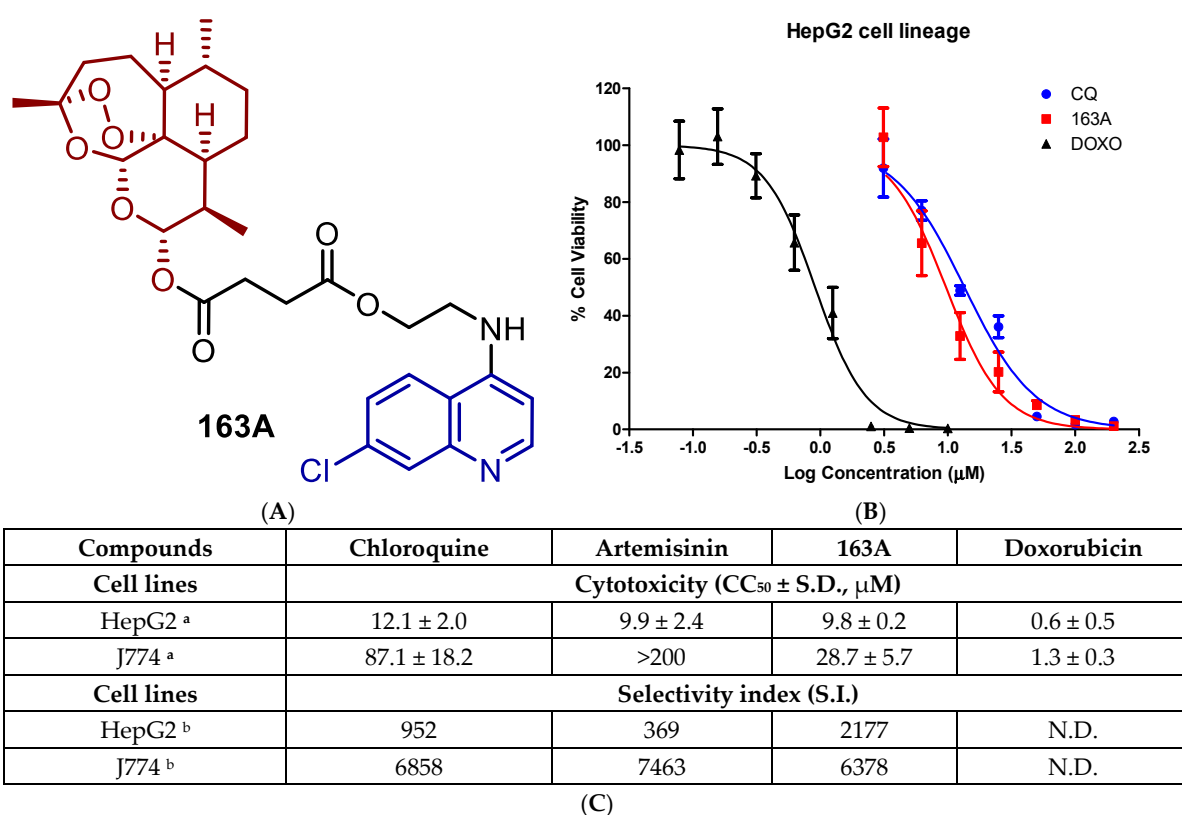 H
H
O
O
O
O
O
O
O
O
O
NH
N
Cl
163A
(A)
HepG2 cell lineage
% Cell Viability
120
100
80
60
40
20
0
-1.5 -1.0 -0.5 0.0 0.5 1.0 1.5 2.0 2.5
Log Concentration (μM)
CQ
163A
DOXO
(B)
Compounds Chloroquine Artemisinin 163A Doxorubicin
Cell lines Cytotoxicity (CC₅₀ ± S.D., μM)
HepG2 ᵃ 12.1 ± 2.0 9.9 ± 2.4 9.8 ± 0.2 0.6 ± 0.5
J774 ᵃ 87.1 ± 18.2 >200 28.7 ± 5.7 1.3 ± 0.3
Cell lines Selectivity index (S.I.)
HepG2 ᵇ 952 369 2177 N.D.
J774 ᵇ 6858 7463 6378 N.D.
(C)